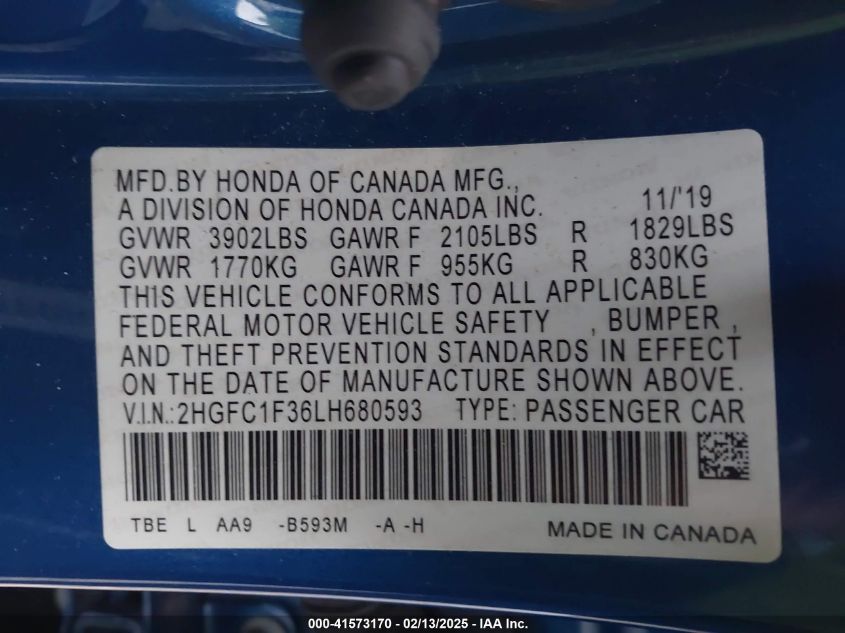 MFD.BY HONDA OF CANADA MFG.,
A DIVISION OF HONDA CANADA INC. 11/'19
GVWR 3902LBS GAWR F 2105LBS R 1829LBS
GVWR 1770KG GAWR F 955KG R 830KG
THIS VEHICLE CONFORMS TO ALL APPLICABLE
FEDERAL MOTOR VEHICLE SAFETY , BUMPER ,
AND THEFT PREVENTION STANDARDS IN EFFECT
ON THE DATE OF MANUFACTURE SHOWN ABOVE.
V.I.N.:2HGFC1F36LH680593 TYPE: PASSENGER CAR
TBE L AA9 -B593M -A -H MADE IN CANADA
000-41573170 - 02/13/2025 - IAA Inc.